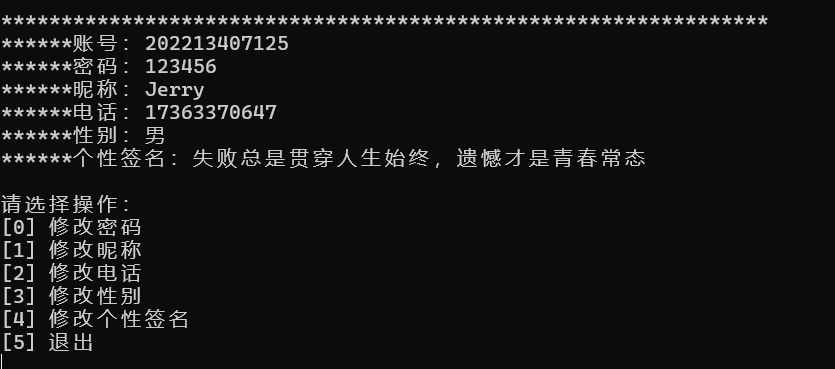 ****************************************************************
******账号：202213407125
******密码：123456
******昵称：Jerry
******电话：17363370647
******性别：男
******个性签名：失败总是贯穿人生始终，遗憾才是青春常态
请选择操作：
[0] 修改密码
[1] 修改昵称
[2] 修改电话
[3] 修改性别
[4] 修改个性签名
[5] 退出